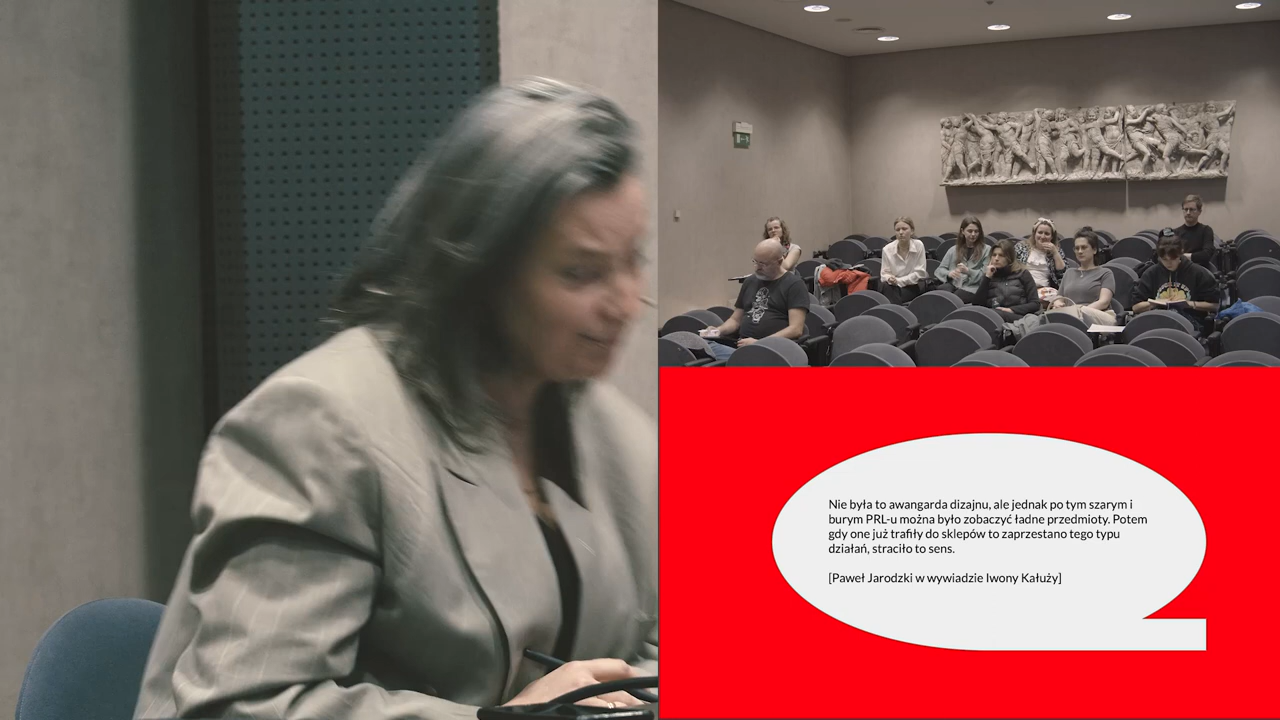 Nie była to awangarda dizajnu, ale jednak po tym szarym i
burym PRL-u można było zobaczyć ładne przedmioty. Potem
gdy one już trafiły do sklepów to zaprzestano tego typu
działań, straciło to sens.
[Paweł Jarodzki w wywiadzie Iwony Kałuży]